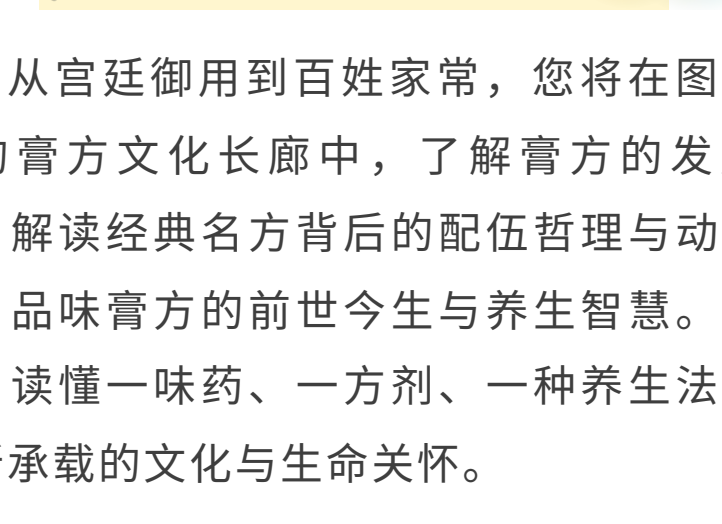 从宫廷御用到百姓家常，您将在图
膏方文化长廊中，了解膏方的发
解读经典名方背后的配伍哲理与动
品味膏方的前世今生与养生智慧。
读懂一味药、一方剂、一种养生法
承载的文化与生命关怀。